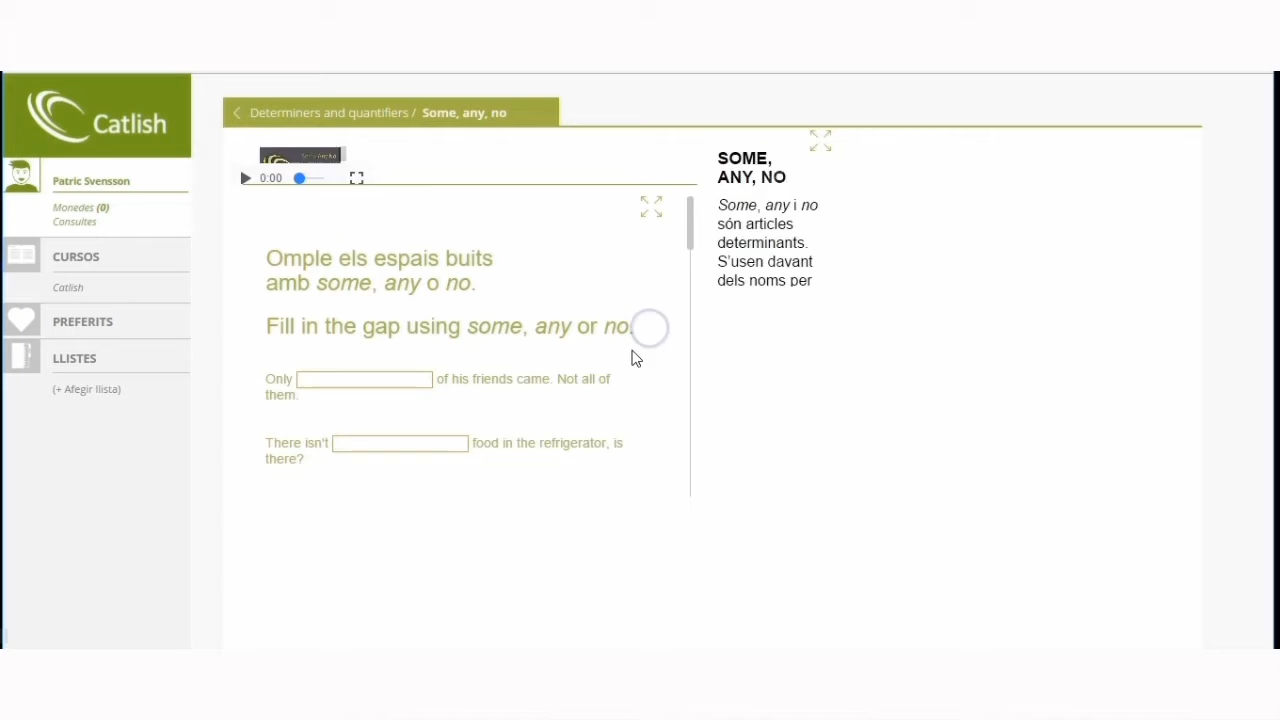 Catlish
Patric Svensson
Monedes (0)
Consultes
CURSOS
Catlish
PREFERITS
LLISTES
(+ Afegir llista)
Determiners and quantifiers / Some, any, no
0:00
Omple els espais buits
amb some, any o no.
Fill in the gap using some, any or no.
Only of his friends came. Not all of
them.
There isn't food in the refrigerator, is
there?
SOME,
ANY, NO
Some, any i no
són articles
determinants.
S'usen davant
dels noms per